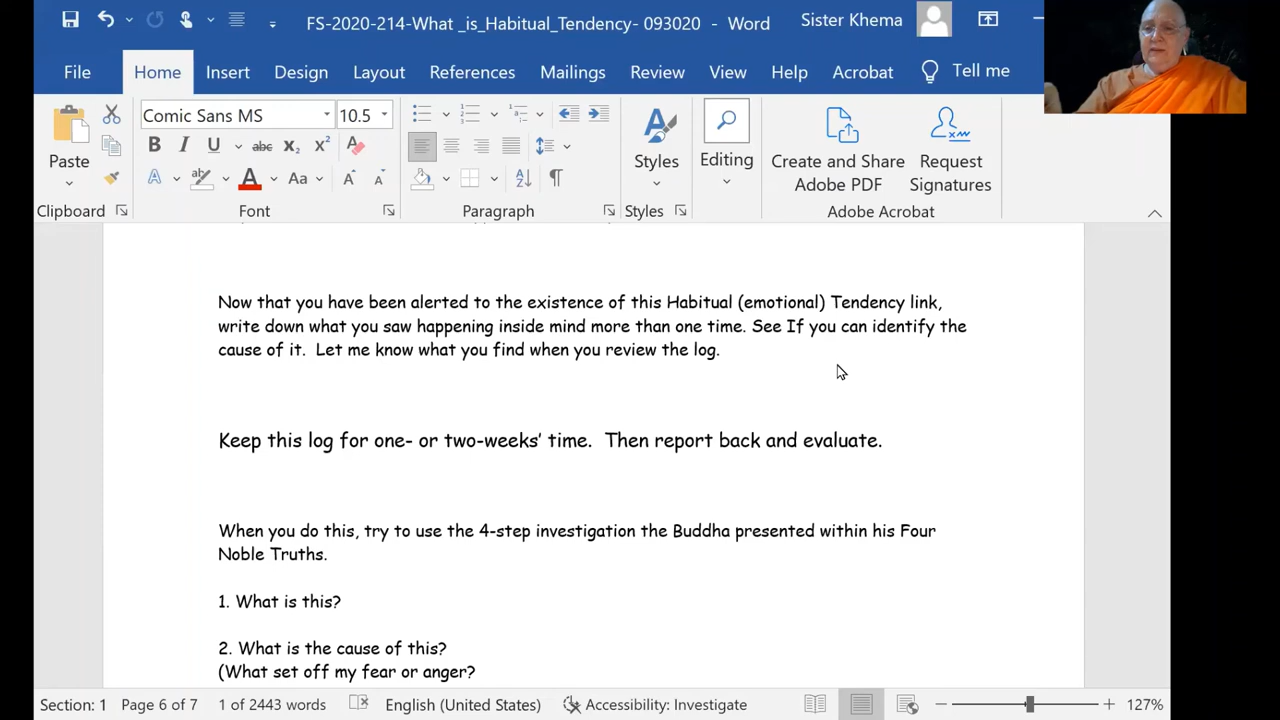 FS-2020-214-What _is_Habitual_Tendency- 093020 - Word
Sister Khema
File Home Insert Design Layout References Mailings Review View Help Acrobat Tell me
Comic Sans MS 10.5
Paste
B I U abc X₂ X²
A A Aa A A
Styles
Editing
Create and Share Adobe PDF
Request Signatures
Clipboard Font Paragraph Styles Adobe Acrobat
Now that you have been alerted to the existence of this Habitual (emotional) Tendency link,
write down what you saw happening inside mind more than one time. See If you can identify the
cause of it. Let me know what you find when you review the log.
Keep this log for one- or two-weeks' time. Then report back and evaluate.
When you do this, try to use the 4-step investigation the Buddha presented within his Four
Noble Truths.
1. What is this?
2. What is the cause of this?
(What set off my fear or anger?
Section: 1 Page 6 of 7 1 of 2443 words English (United States) Accessibility: Investigate 127%